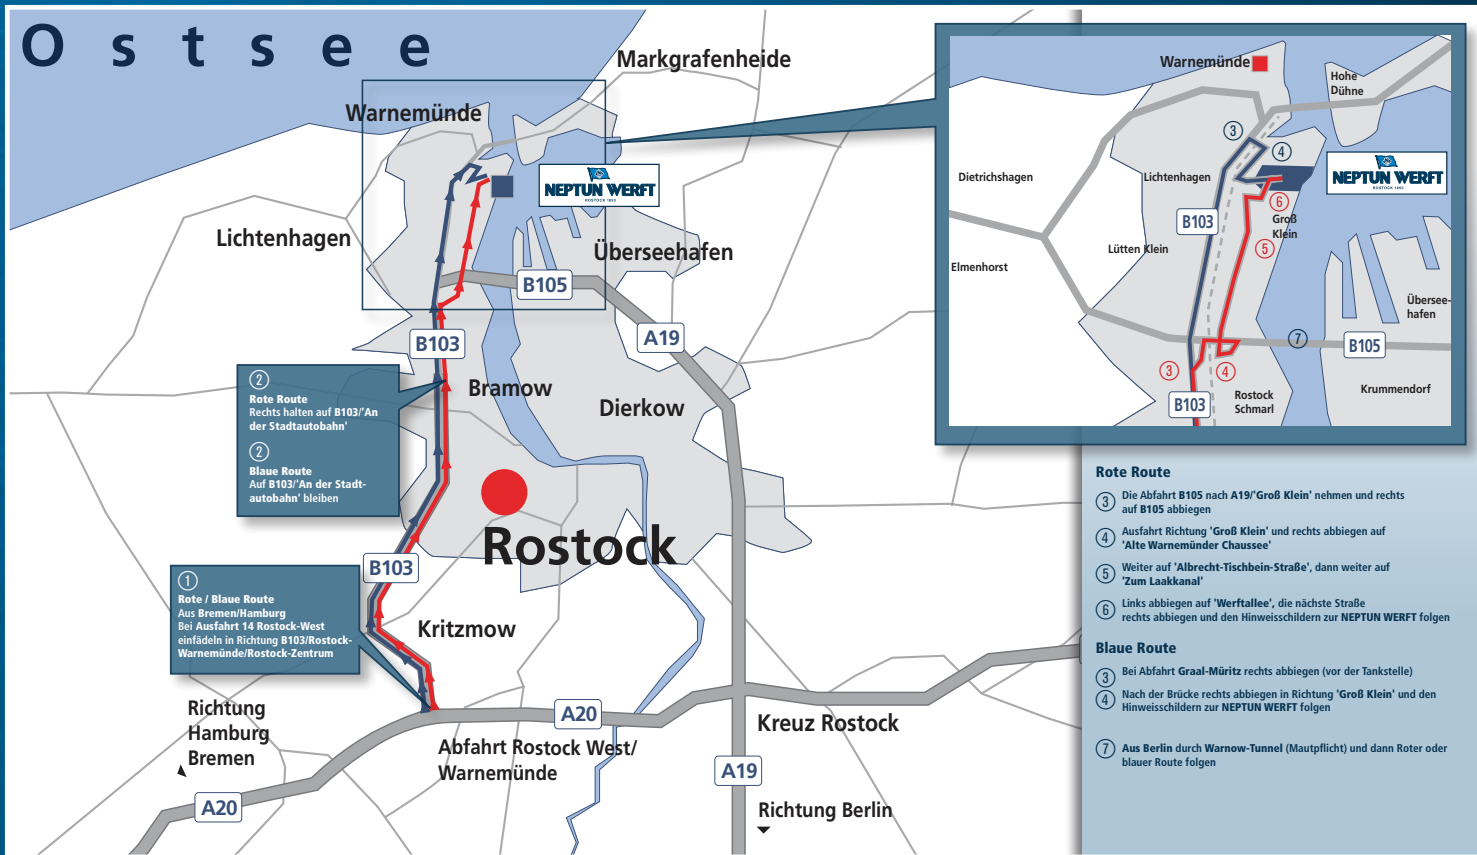 Ostsee
Markgrafenheide
Warnemünde
NEPTUN WERFT
ROSTOCK 1850
Lichtenhagen
Überseehafen
B105
A19
B103
Bramow
Dierkow
2
Rote Route
Rechts halten auf B103/'An
der Stadtautobahn'
2
Blaue Route
Auf B103/'An der Stadt-
autobahn' bleiben
Rostock
B103
1
Rote / Blaue Route
Aus Bremen/Hamburg
Bei Ausfahrt 14 Rostock-West
einfädeln in Richtung B103/Rostock-
Warnemünde/Rostock-Zentrum
Kritzmow
Richtung
Hamburg
Bremen
A20
Abfahrt Rostock West/
Warnemünde
A20
Kreuz Rostock
A19
Richtung Berlin
Warnemünde
Hohe
Dühne
3
4
NEPTUN WERFT
ROSTOCK 1850
Dietrichshagen
Lichtenhagen
6
B103
Groß
Klein
5
Lütten Klein
Elmenhorst
Übersee-
hafen
7
B105
3
4
Krummendorf
Rostock
Schmarl
B103
Rote Route
3 Die Abfahrt B105 nach A19/'Groß Klein' nehmen und rechts
auf B105 abbiegen
4 Ausfahrt Richtung 'Groß Klein' und rechts abbiegen auf
'Alte Warnemünder Chaussee'
5 Weiter auf 'Albrecht-Tischbein-Straße', dann weiter auf
'Zum Laakkanal'
6 Links abbiegen auf 'Werftallee', die nächste Straße
rechts abbiegen und den Hinweisschildern zur NEPTUN WERFT folgen
Blaue Route
3 Bei Abfahrt Graal-Müritz rechts abbiegen (vor der Tankstelle)
4 Nach der Brücke rechts abbiegen in Richtung 'Groß Klein' und den
Hinweisschildern zur NEPTUN WERFT folgen
7 Aus Berlin durch Warnow-Tunnel (Mautpflicht) und dann Roter oder
blauer Route folgen